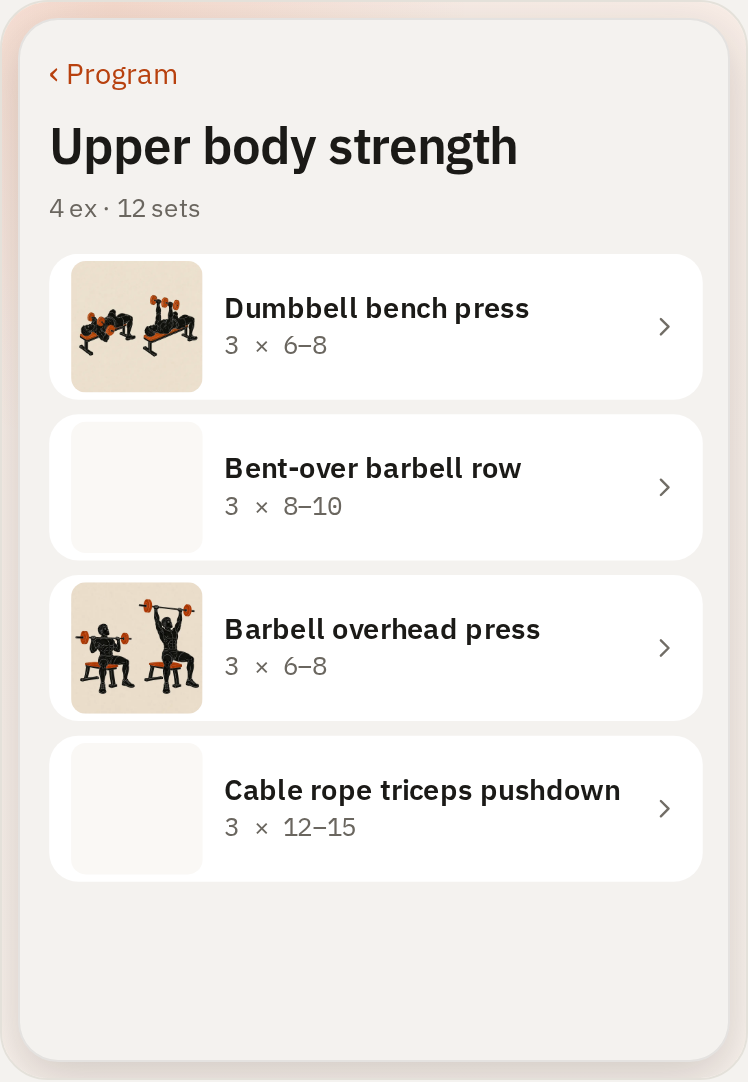 ‹ Program
Upper body strength
4 ex · 12 sets
Dumbbell bench press
3 × 6–8
Bent-over barbell row
3 × 8–10
Barbell overhead press
3 × 6–8
Cable rope triceps pushdown
3 × 12–15